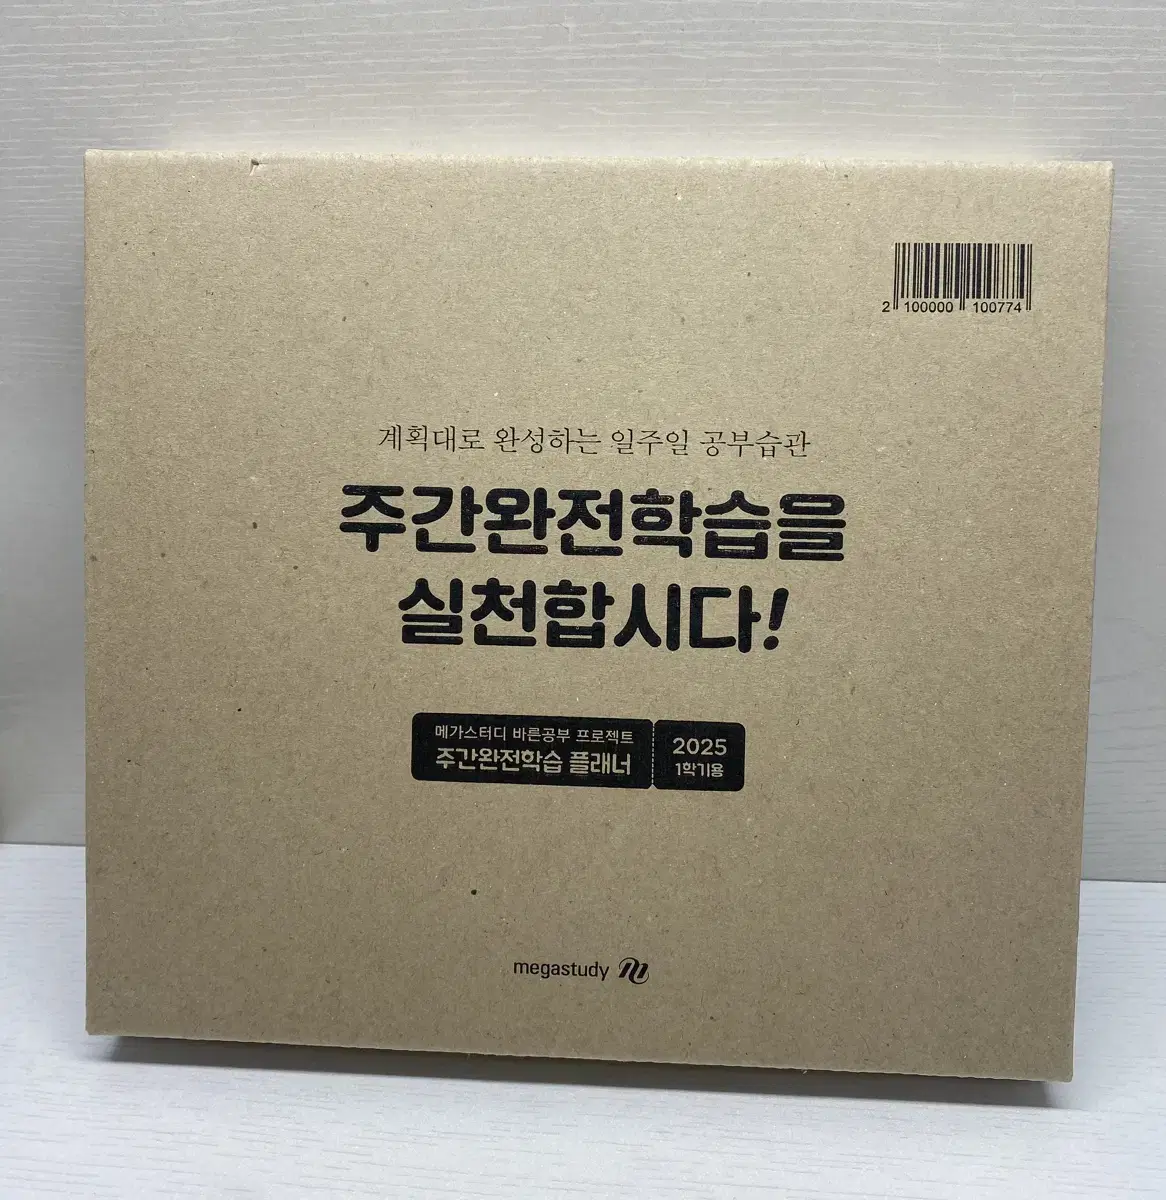 2 100000 100774
계획대로 완성하는 일주일 공부습관
주간완전학습을
실천합시다!
메가스터디 바른공부 프로젝트
주간완전학습 플래너
2025
1학기용
megastudy